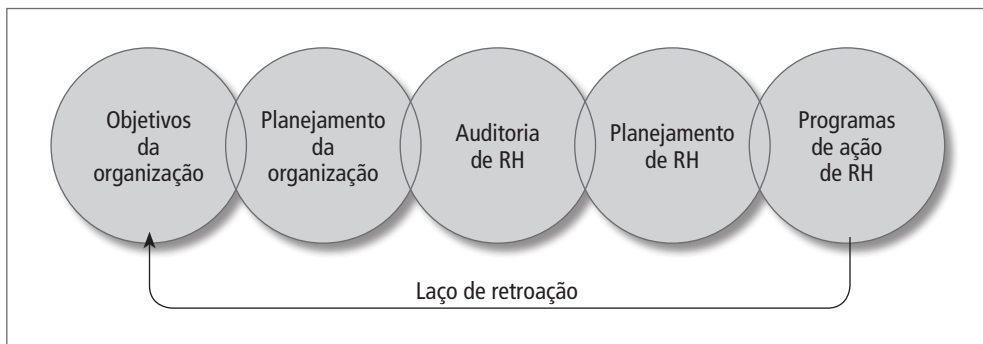 Objetivos
da
organização
Planejamento
da
organização
Auditoria
de RH
Planejamento
de RH
Programas
de ação
de RH
Laço de retroação